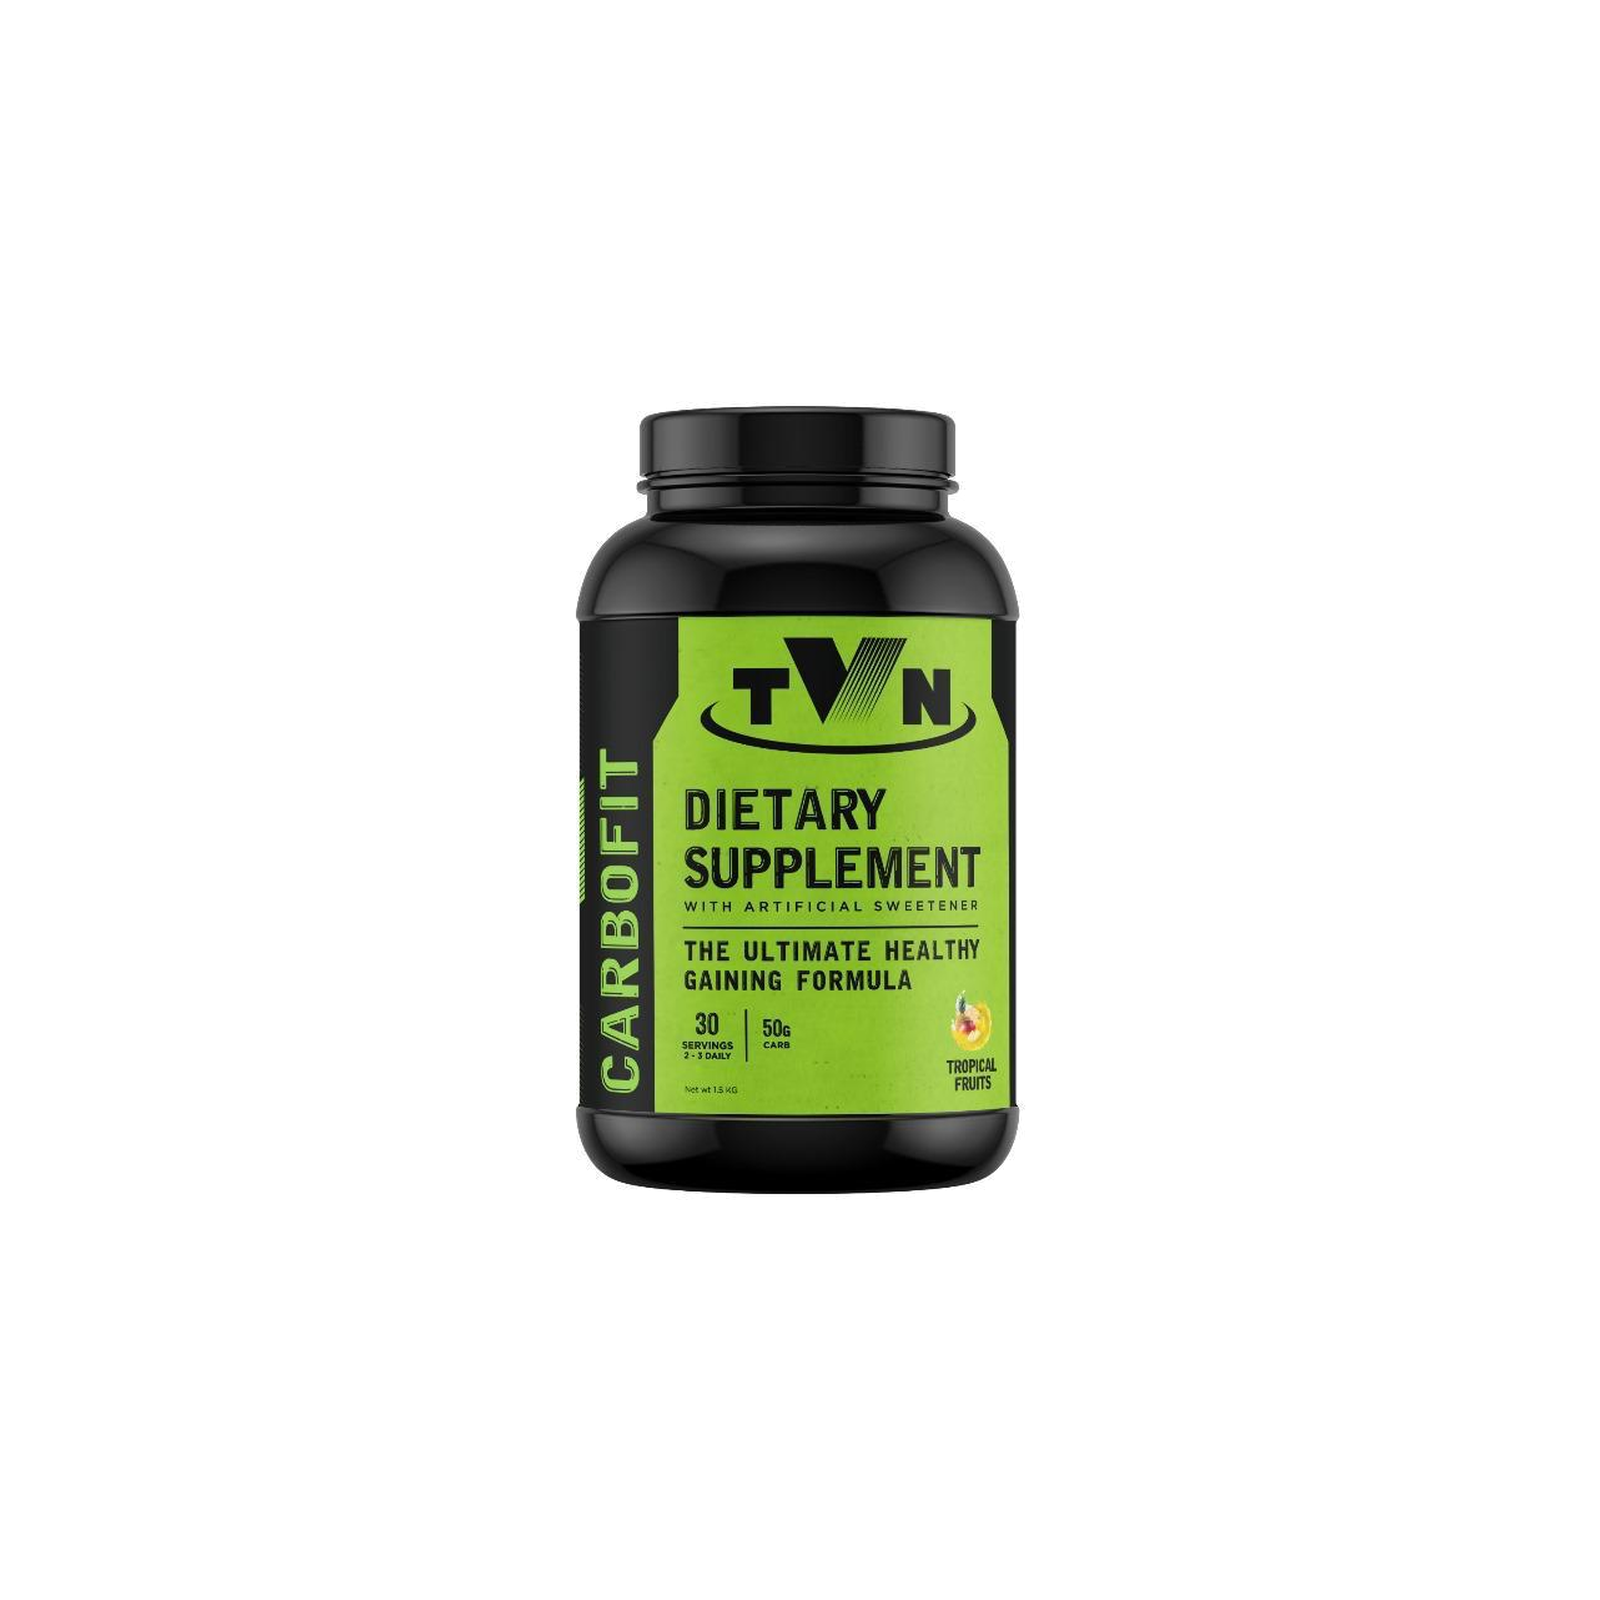 TVN
CARBOFIT
DIETARY
SUPPLEMENT
WITH ARTIFICIAL SWEETENER
THE ULTIMATE HEALTHY
GAINING FORMULA
30
SERVINGS
2 - 3 DAILY
50G
CARB
TROPICAL
FRUITS
Net wt 1.5 KG